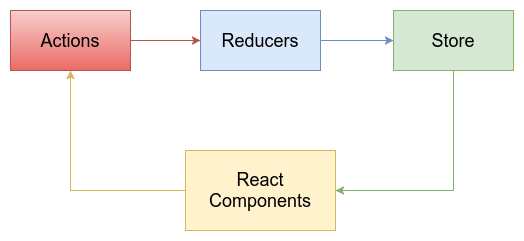 Actions
Reducers
Store
React
Components